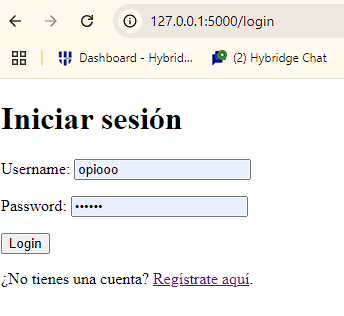 127.0.0.1:5000/login
Dashboard - Hybrid... (2) Hybridge Chat
Iniciar sesión
Username: opiooo
Password: ••••••
Login
¿No tienes una cuenta? Regístrate aquí.